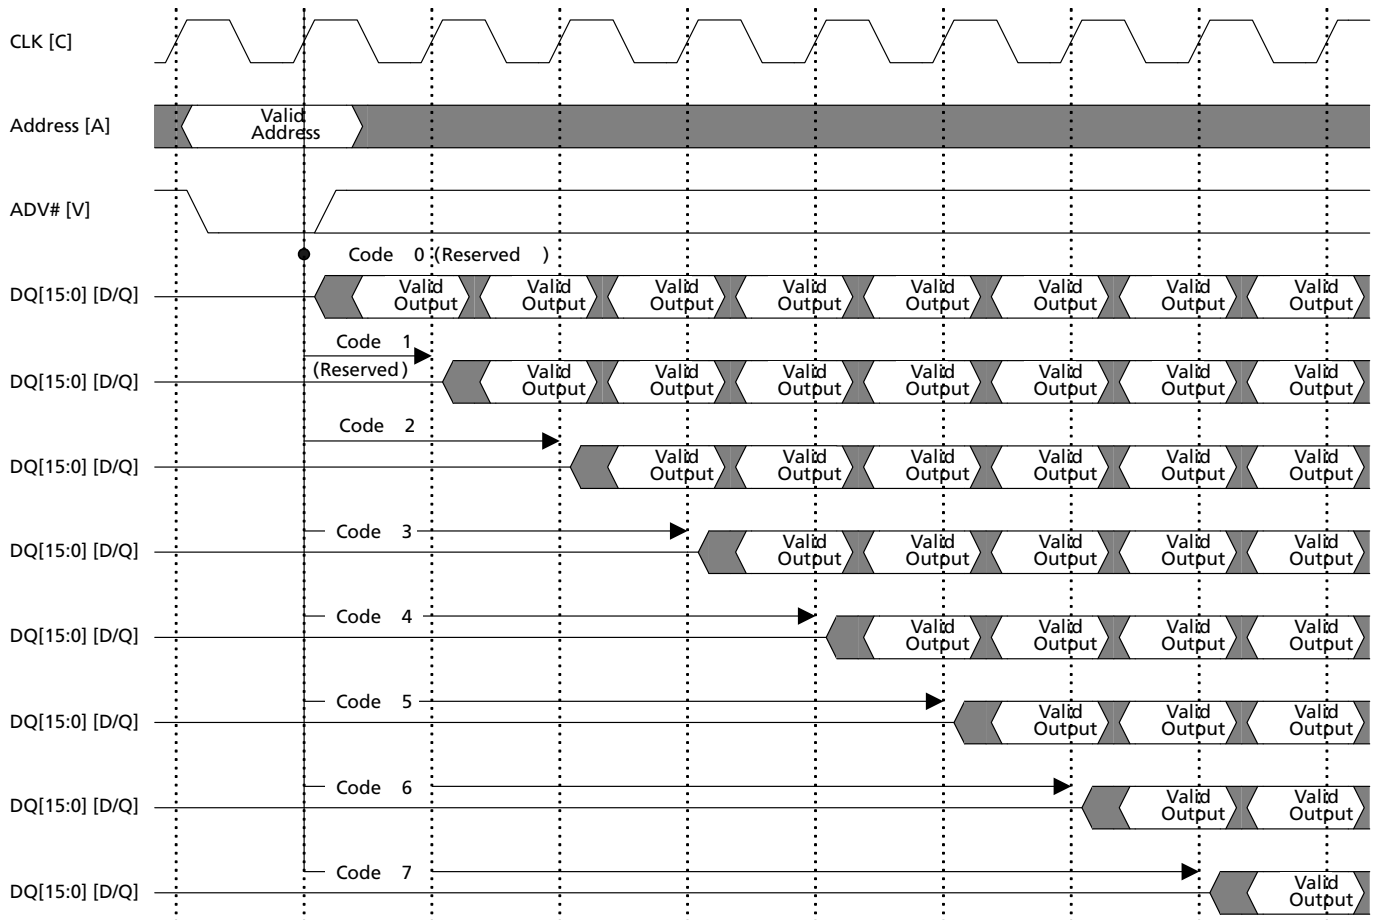 CLK [C]
Address [A]
Valid
Address
ADV# [V]
Code 0 (Reserved )
DQ[15:0] [D/Q]
Valid Valid Valid Valid Valid Valid Valid Valid
Output Output Output Output Output Output Output Output
Code 1
(Reserved)
DQ[15:0] [D/Q]
Valid Valid Valid Valid Valid Valid Valid
Output Output Output Output Output Output Output
Code 2
DQ[15:0] [D/Q]
Valid Valid Valid Valid Valid Valid
Output Output Output Output Output Output
Code 3
DQ[15:0] [D/Q]
Valid Valid Valid Valid Valid
Output Output Output Output Output
Code 4
DQ[15:0] [D/Q]
Valid Valid Valid Valid
Output Output Output Output
Code 5
DQ[15:0] [D/Q]
Valid Valid Valid
Output Output Output
Code 6
DQ[15:0] [D/Q]
Valid Valid
Output Output
Code 7
DQ[15:0] [D/Q]
Valid
Output